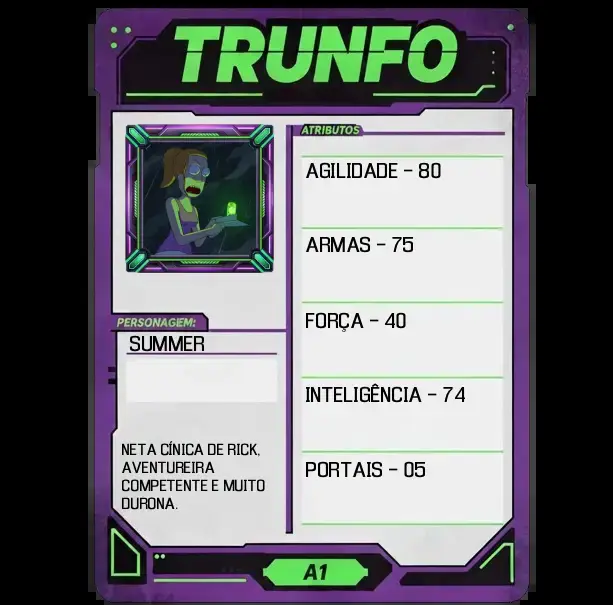 TRUNFO
ATRIBUTOS
AGILIDADE - 80
ARMAS - 75
FORÇA - 40
INTELIGÊNCIA - 74
PORTAIS - 05
PERSONAGEM:
SUMMER
NETA CÍNICA DE RICK,
AVENTUREIRA
COMPETENTE E MUITO
DURONA.
A1